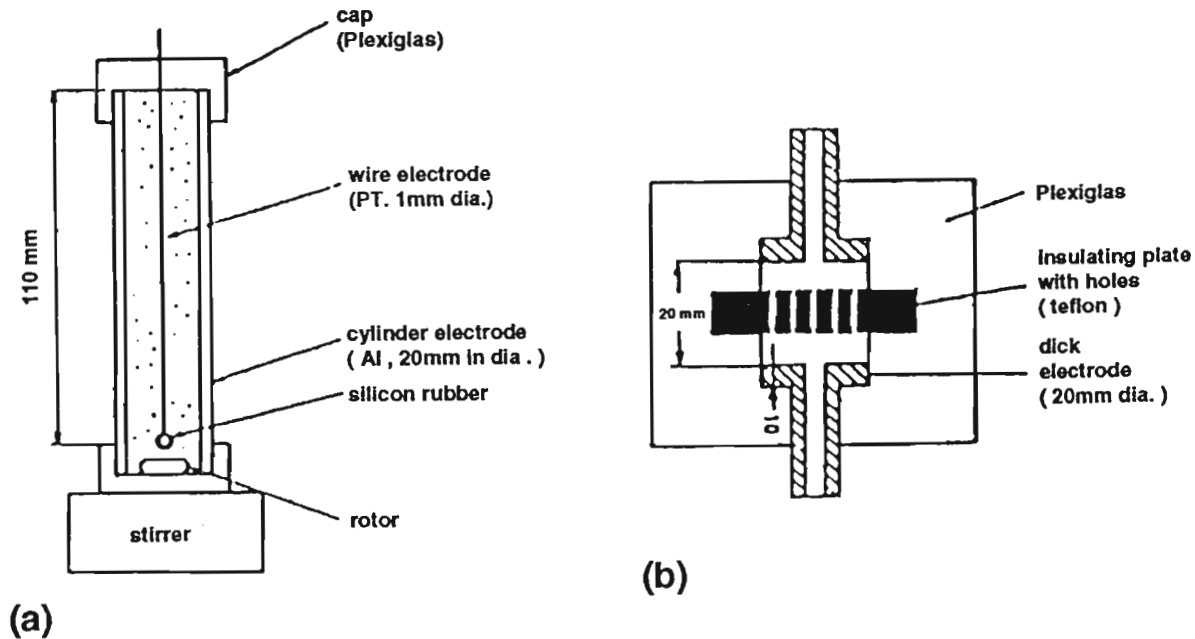 cap
(Plexiglas)
wire electrode
(PT. 1mm dia.)
110 mm
cylinder electrode
( Al , 20mm in dia . )
silicon rubber
rotor
stirrer
(a)
Plexiglas
insulating plate
with holes
( teflon )
20 mm
dick
electrode
( 20mm dia. )
10
(b)